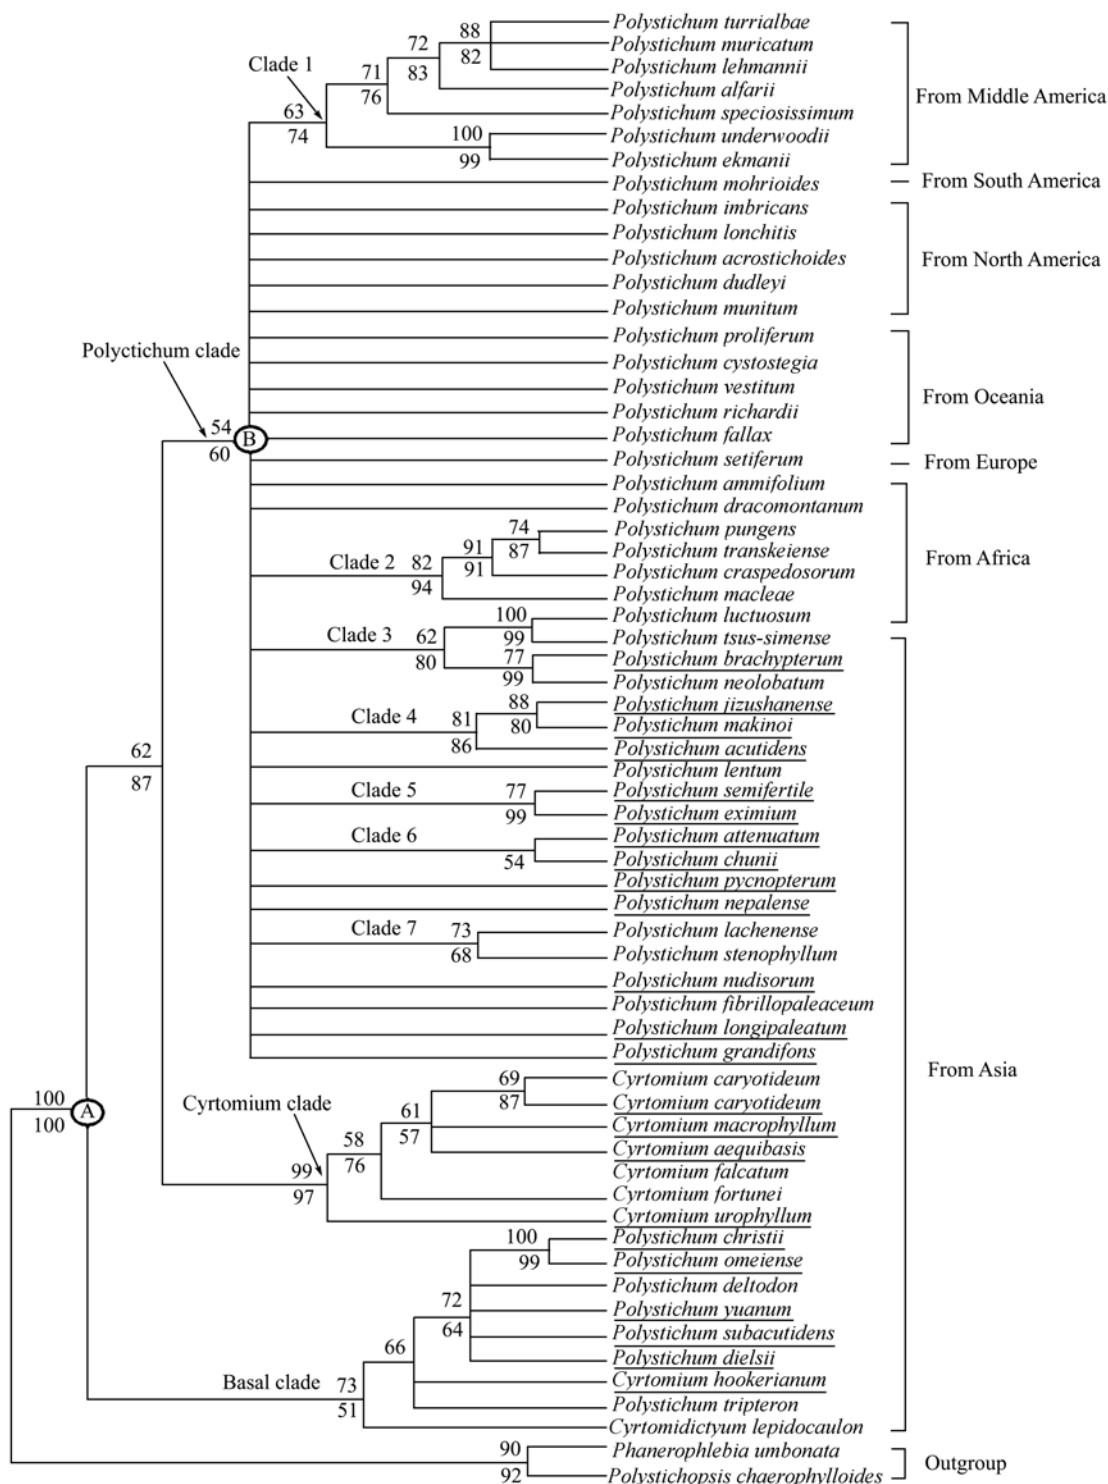 Polystichum turrialbae
88
Polystichum muricatum
72
82
Polystichum lehmannii
Clade 1
71
83
Polystichum alfarii
From Middle America
76
Polystichum speciosissimum
63
74
100
Polystichum underwoodii
99
Polystichum ekmanii
Polystichum mohrioides
From South America
Polystichum imbricans
Polystichum lonchitis
Polystichum acrostichoides
From North America
Polystichum dudleyi
Polystichum munitum
Polystichum proliferum
Polyctichum clade
Polystichum cystostegia
Polystichum vestitum
From Oceania
Polystichum richardii
54
B
Polystichum fallax
60
Polystichum setiferum
From Europe
Polystichum ammifolium
Polystichum dracomontanum
74
Polystichum pungens
91
87
Polystichum transkeiense
From Africa
Clade 2
82
91
Polystichum craspedosorum
94
Polystichum macleae
100
Polystichum luctuosum
Clade 3
62
99
Polystichum tsus-simense
80
77
Polystichum brachypterum
99
Polystichum neolobatum
88
Polystichum jizushanense
Clade 4
81
80
Polystichum makinoi
86
Polystichum acutidens
62
Polystichum lentum
87
Clade 5
77
Polystichum semifertile
99
Polystichum eximium
Clade 6
Polystichum attenuatum
54
Polystichum chunii
Polystichum pycnopterum
Polystichum nepalense
Clade 7
73
Polystichum lachenense
68
Polystichum stenophyllum
Polystichum nudisorum
Polystichum fibrillopaleaceum
Polystichum longipaleatum
Polystichum grandifons
From Asia
69
Cyrtomium caryotideum
100
A
100
Cyrtomium clade
87
Cyrtomium caryotideum
61
57
Cyrtomium macrophyllum
58
76
Cyrtomium aequibasis
99
97
Cyrtomium falcatum
Cyrtomium fortunei
Cyrtomium urophyllum
100
Polystichum christii
99
Polystichum omeiense
Polystichum deltodon
72
64
Polystichum yuanum
66
Polystichum subacutidens
Polystichum dielsii
Basal clade
73
51
Cyrtomium hookerianum
Polystichum tripteron
Cyrtomidictyum lepidocaulon
90
Phanerophlebia umbonata
92
Polystichopsis chaerophylloides
Outgroup